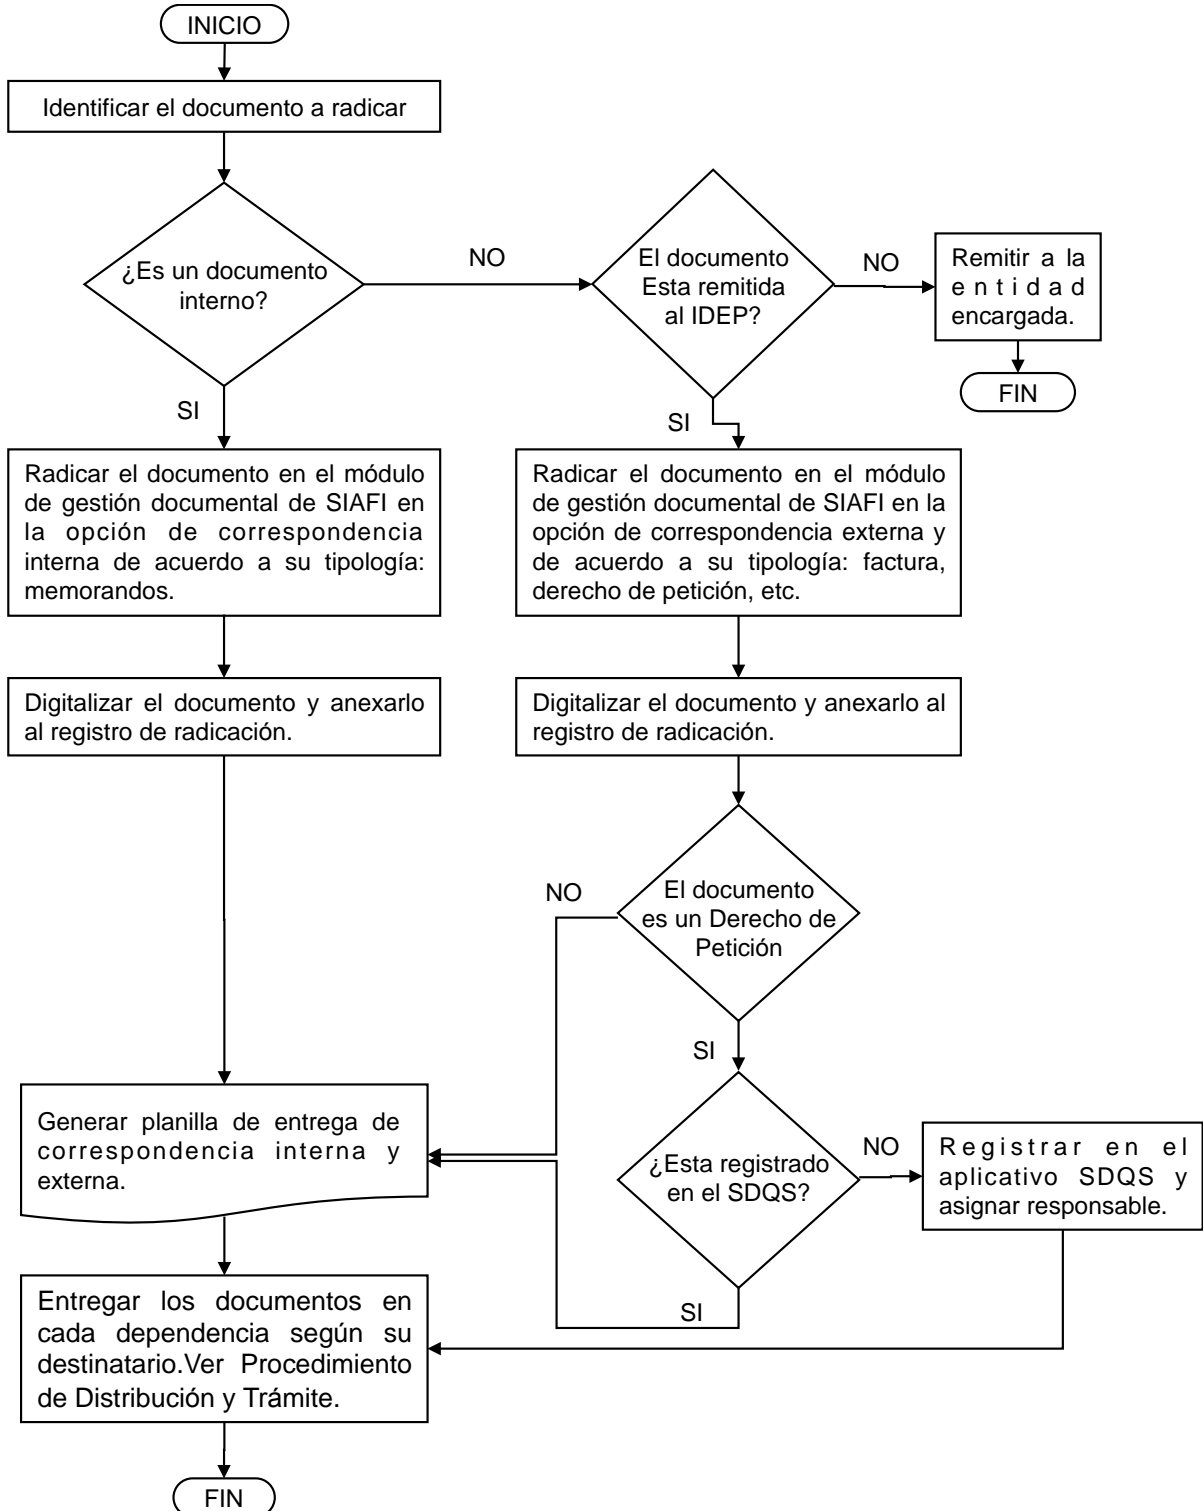 INICIO
Identificar el documento a radicar
¿Es un documento
interno?
NO
El documento
Esta remitida
al IDEP?
NO
Remitir a la
entidad
encargada.
FIN
SI
SI
Radicar el documento en el módulo
de gestión documental de SIAFI en
la opción de correspondencia
interna de acuerdo a su tipología:
memorandos.
Radicar el documento en el módulo
de gestión documental de SIAFI en la
opción de correspondencia externa y
de acuerdo a su tipología: factura,
derecho de petición, etc.
Digitalizar el documento y anexarlo
al registro de radicación.
Digitalizar el documento y anexarlo al
registro de radicación.
NO
El documento
es un Derecho de
Petición
SI
Generar planilla de entrega de
correspondencia interna y
externa.
¿Esta registrado
en el SDQS?
NO
Registrar en el
aplicativo SDQS y
asignar responsable.
SI
Entregar los documentos en
cada dependencia según su
destinatario.Ver Procedimiento
de Distribución y Trámite.
FIN